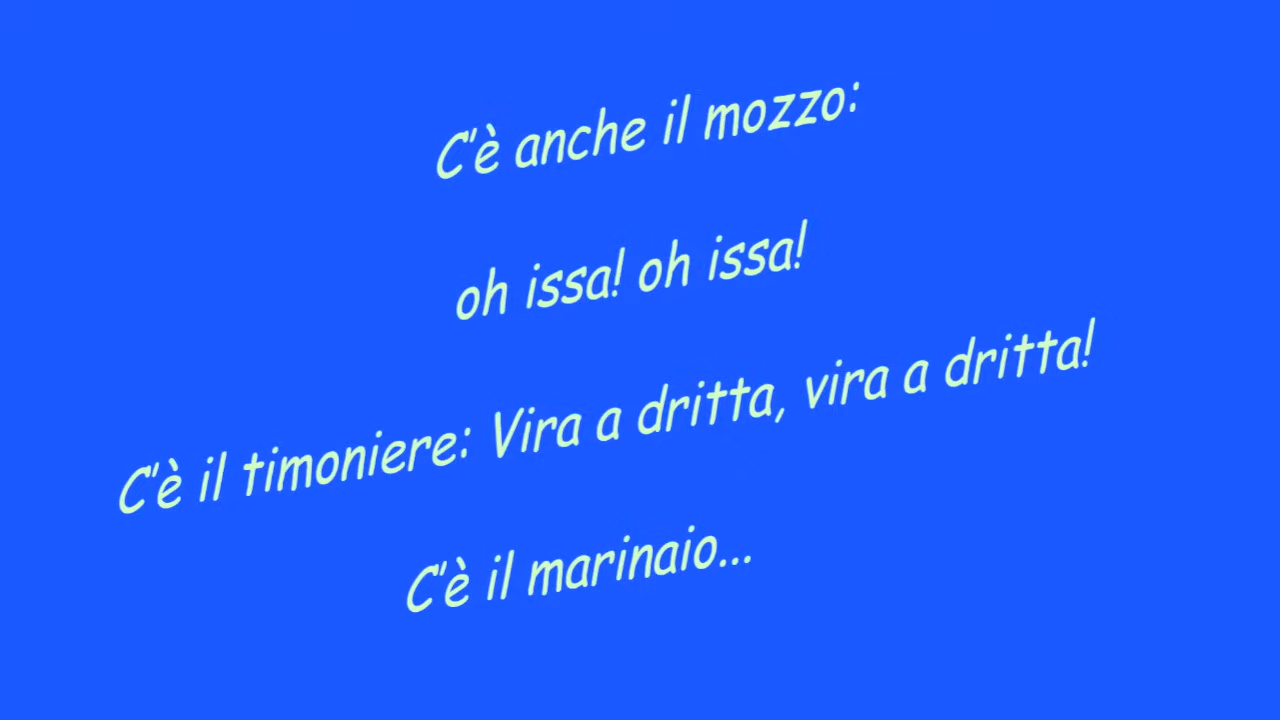 C'è anche il mozzo:
oh issa! oh issa!
C'è il timoniere: Vira a dritta, vira a dritta!
C'è il marinaio...